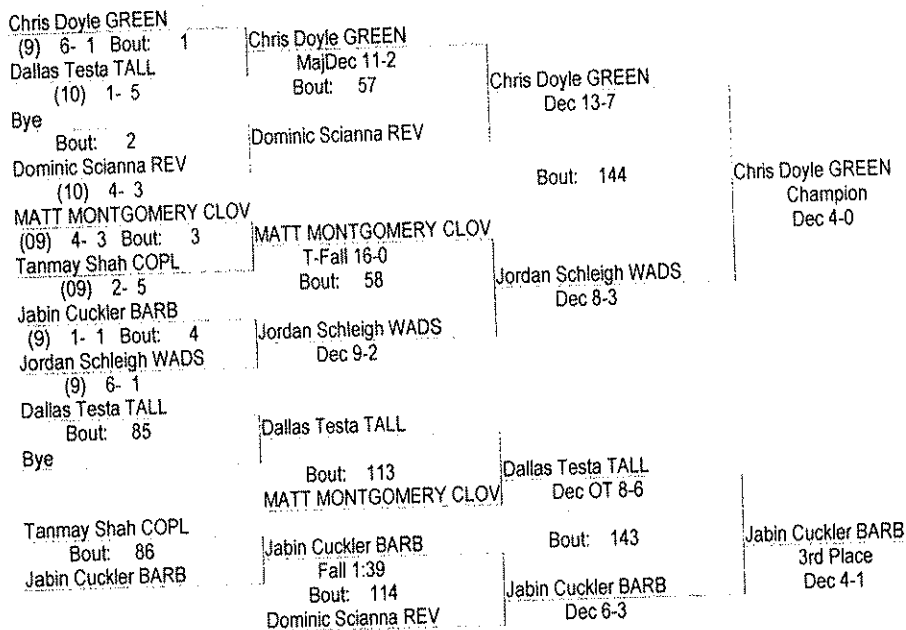 Chris Doyle GREEN
(9) 6- 1 Bout: 1
Dallas Testa TALL
(10) 1- 5
Bye
Bout: 2
Dominic Scianna REV
(10) 4- 3
MATT MONTGOMERY CLOV
(09) 4- 3 Bout: 3
Tanmay Shah COPL
(09) 2- 5
Jabin Cuckler BARB
(9) 1- 1 Bout: 4
Jordan Schleigh WADS
(9) 6- 1
Dallas Testa TALL
Bout: 85
Bye
Tanmay Shah COPL
Bout: 86
Jabin Cuckler BARB
Chris Doyle GREEN
MajDec 11-2
Bout: 57
Dominic Scianna REV
MATT MONTGOMERY CLOV
T-Fall 16-0
Bout: 58
Jordan Schleigh WADS
Dec 9-2
Dallas Testa TALL
Bout: 113
MATT MONTGOMERY CLOV
Jabin Cuckler BARB
Fall 1:39
Bout: 114
Dominic Scianna REV
Chris Doyle GREEN
Dec 13-7
Bout: 144
Jordan Schleigh WADS
Dec 8-3
Dallas Testa TALL
Dec OT 8-6
Bout: 143
Jabin Cuckler BARB
Dec 6-3
Chris Doyle GREEN
Champion
Dec 4-0
Jabin Cuckler BARB
3rd Place
Dec 4-1